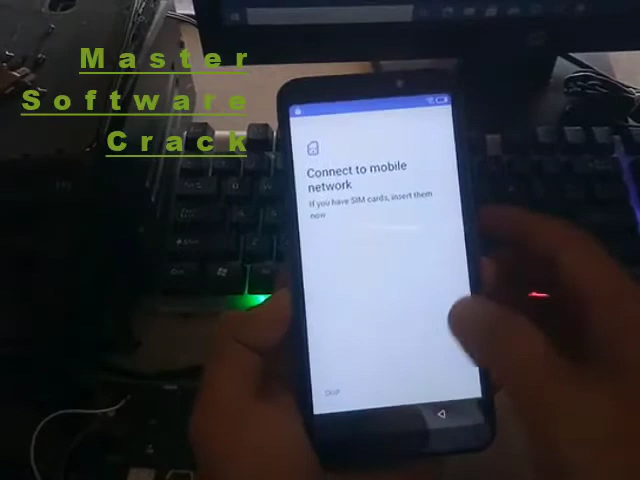 Master
Software
Crack
Connect to mobile
network
If you have SIM cards, insert them
now
SKIP